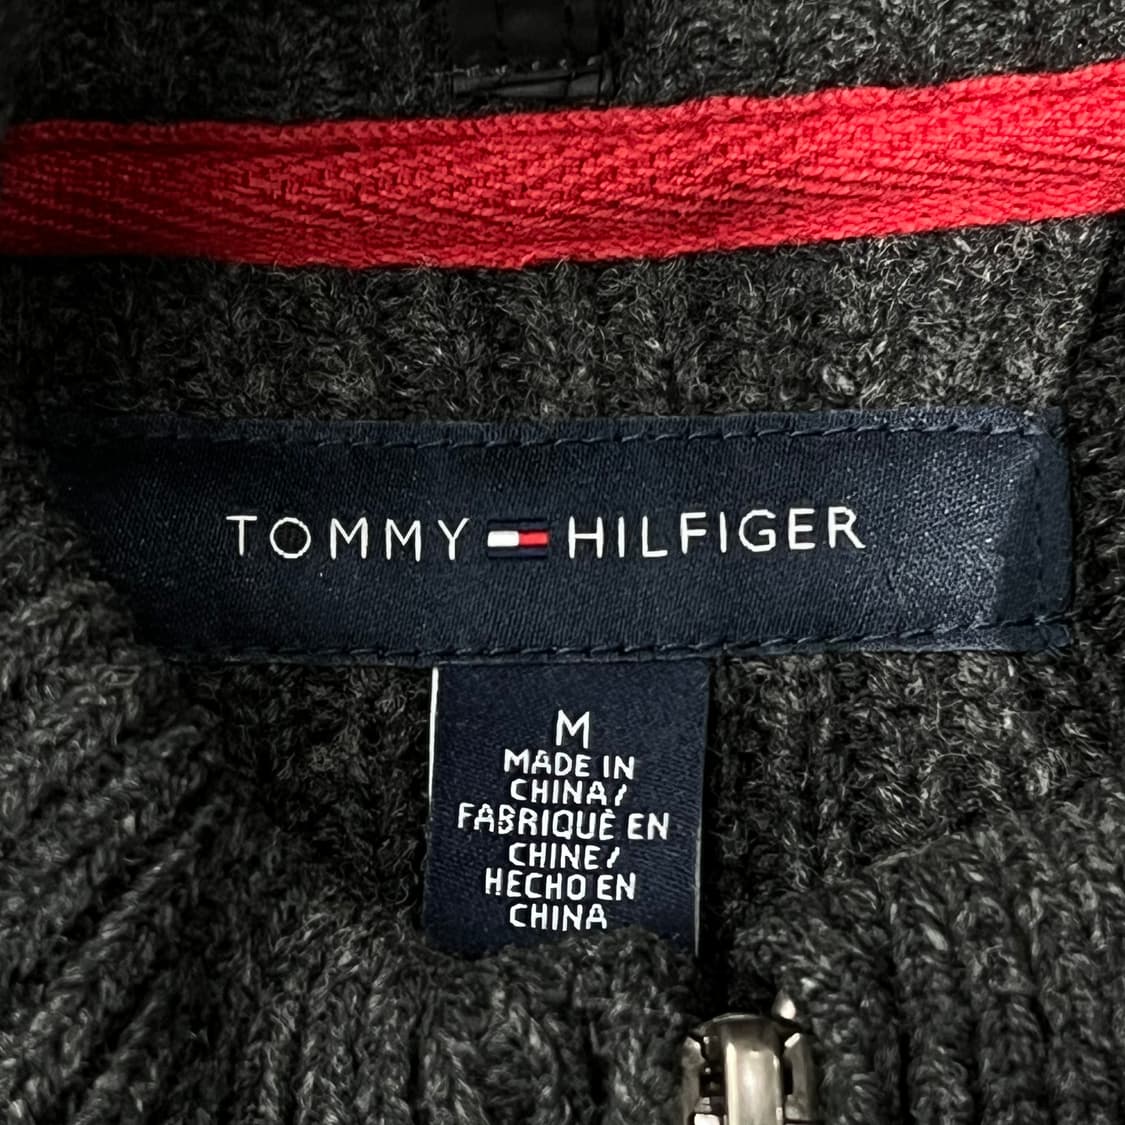 TOMMY HILFIGER
M
MADE IN
CHINA/
FABRIQUÈ EN
CHINE/
HECHO EN
CHINA